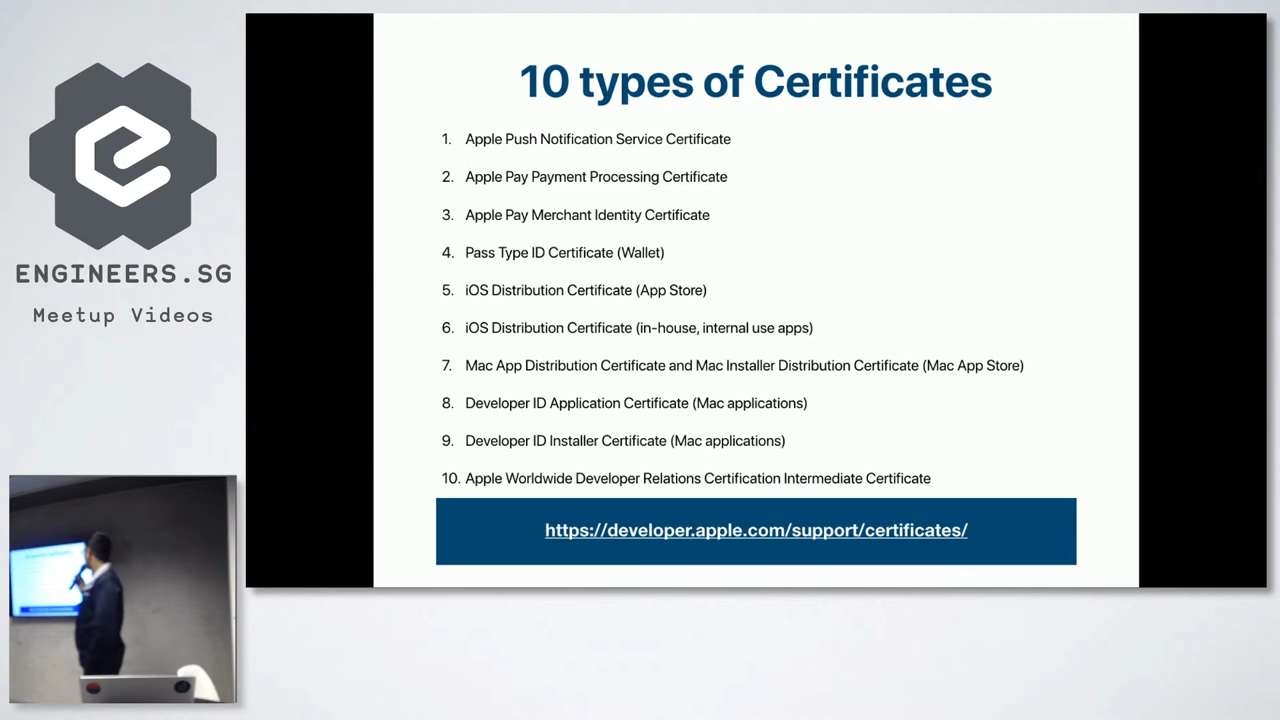 ENGINEERS.SG
Meetup Videos
10 types of Certificates
1. Apple Push Notification Service Certificate
2. Apple Pay Payment Processing Certificate
3. Apple Pay Merchant Identity Certificate
4. Pass Type ID Certificate (Wallet)
5. iOS Distribution Certificate (App Store)
6. iOS Distribution Certificate (in-house, internal use apps)
7. Mac App Distribution Certificate and Mac Installer Distribution Certificate (Mac App Store)
8. Developer ID Application Certificate (Mac applications)
9. Developer ID Installer Certificate (Mac applications)
10. Apple Worldwide Developer Relations Certification Intermediate Certificate
https://developer.apple.com/support/certificates/